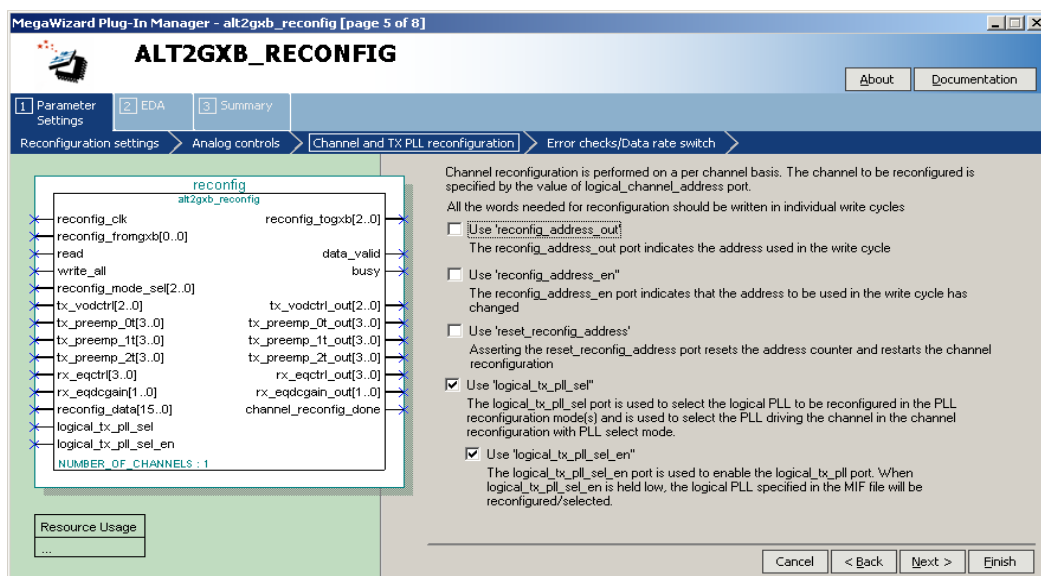 MegaWizard Plug-In Manager - alt2gxb_reconfig [page 5 of 8]
ALT2GXB_RECONFIG
About
Documentation
1 Parameter Settings
2 EDA
3 Summary
Reconfiguration settings
Analog controls
Channel and TX PLL reconfiguration
Error checks/Data rate switch
reconfig
alt2gxb_reconfig
reconfig_clk
reconfig_fromgxb[0..0]
read
write_all
reconfig_mode_sel[2..0]
tx_vodctrl[2..0]
tx_preemp_0t[3..0]
tx_preemp_1t[3..0]
tx_preemp_2t[3..0]
rx_eqctrl[3..0]
rx_eqdcgain[1..0]
reconfig_data[15..0]
logical_tx_pll_sel
logical_tx_pll_sel_en
reconfig_togxb[2..0]
data_valid
busy
tx_vodctrl_out[2..0]
tx_preemp_0t_out[3..0]
tx_preemp_1t_out[3..0]
tx_preemp_2t_out[3..0]
rx_eqctrl_out[3..0]
rx_eqdcgain_out[1..0]
channel_reconfig_done
NUMBER_OF_CHANNELS : 1
Resource Usage
...
Channel reconfiguration is performed on a per channel basis. The channel to be reconfigured is
specified by the value of logical_channel_address port.
All the words needed for reconfiguration should be written in individual write cycles
Use 'reconfig_address_out'
The reconfig_address_out port indicates the address used in the write cycle
Use 'reconfig_address_en"
The reconfig_address_en port indicates that the address to be used in the write cycle has
changed
Use 'reset_reconfig_address'
Asserting the reset_reconfig_address port resets the address counter and restarts the channel
reconfiguration
Use 'logical_tx_pll_sel"
The logical_tx_pll_sel port is used to select the logical PLL to be reconfigured in the PLL
reconfiguration mode(s) and is used to select the PLL driving the channel in the channel
reconfiguration with PLL select mode.
Use 'logical_tx_pll_sel_en"
The logical_tx_pll_sel_en port is used to enable the logical_tx_pll port. When
logical_tx_pll_sel_en is held low, the logical PLL specified in the MIF file will be
reconfigured/selected.
Cancel
< Back
Next >
Finish